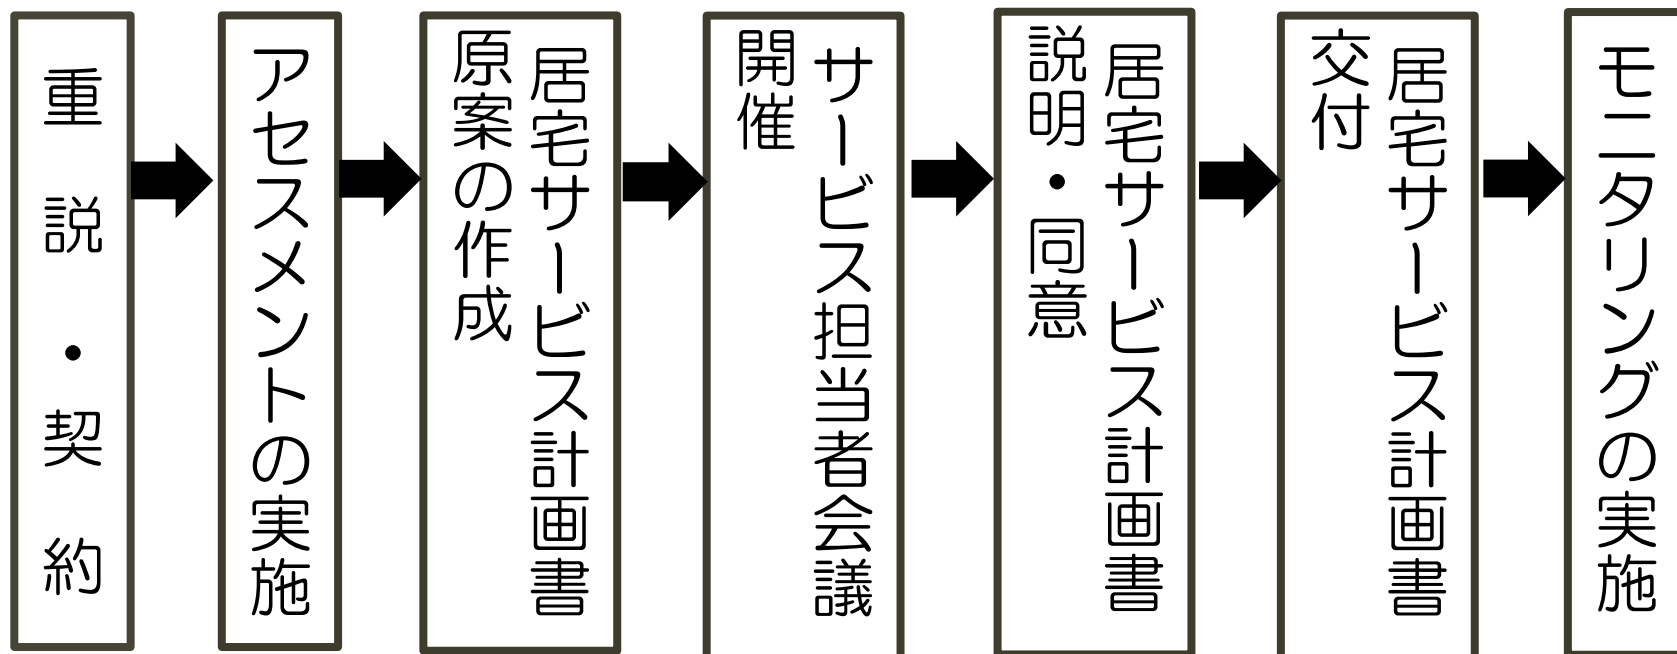 重説・契約
アセスメントの実施
居宅サービス計画書
原案の作成
サービス担当者会議
開催
居宅サービス計画書
説明・同意
居宅サービス計画書
交付
モニタリングの実施